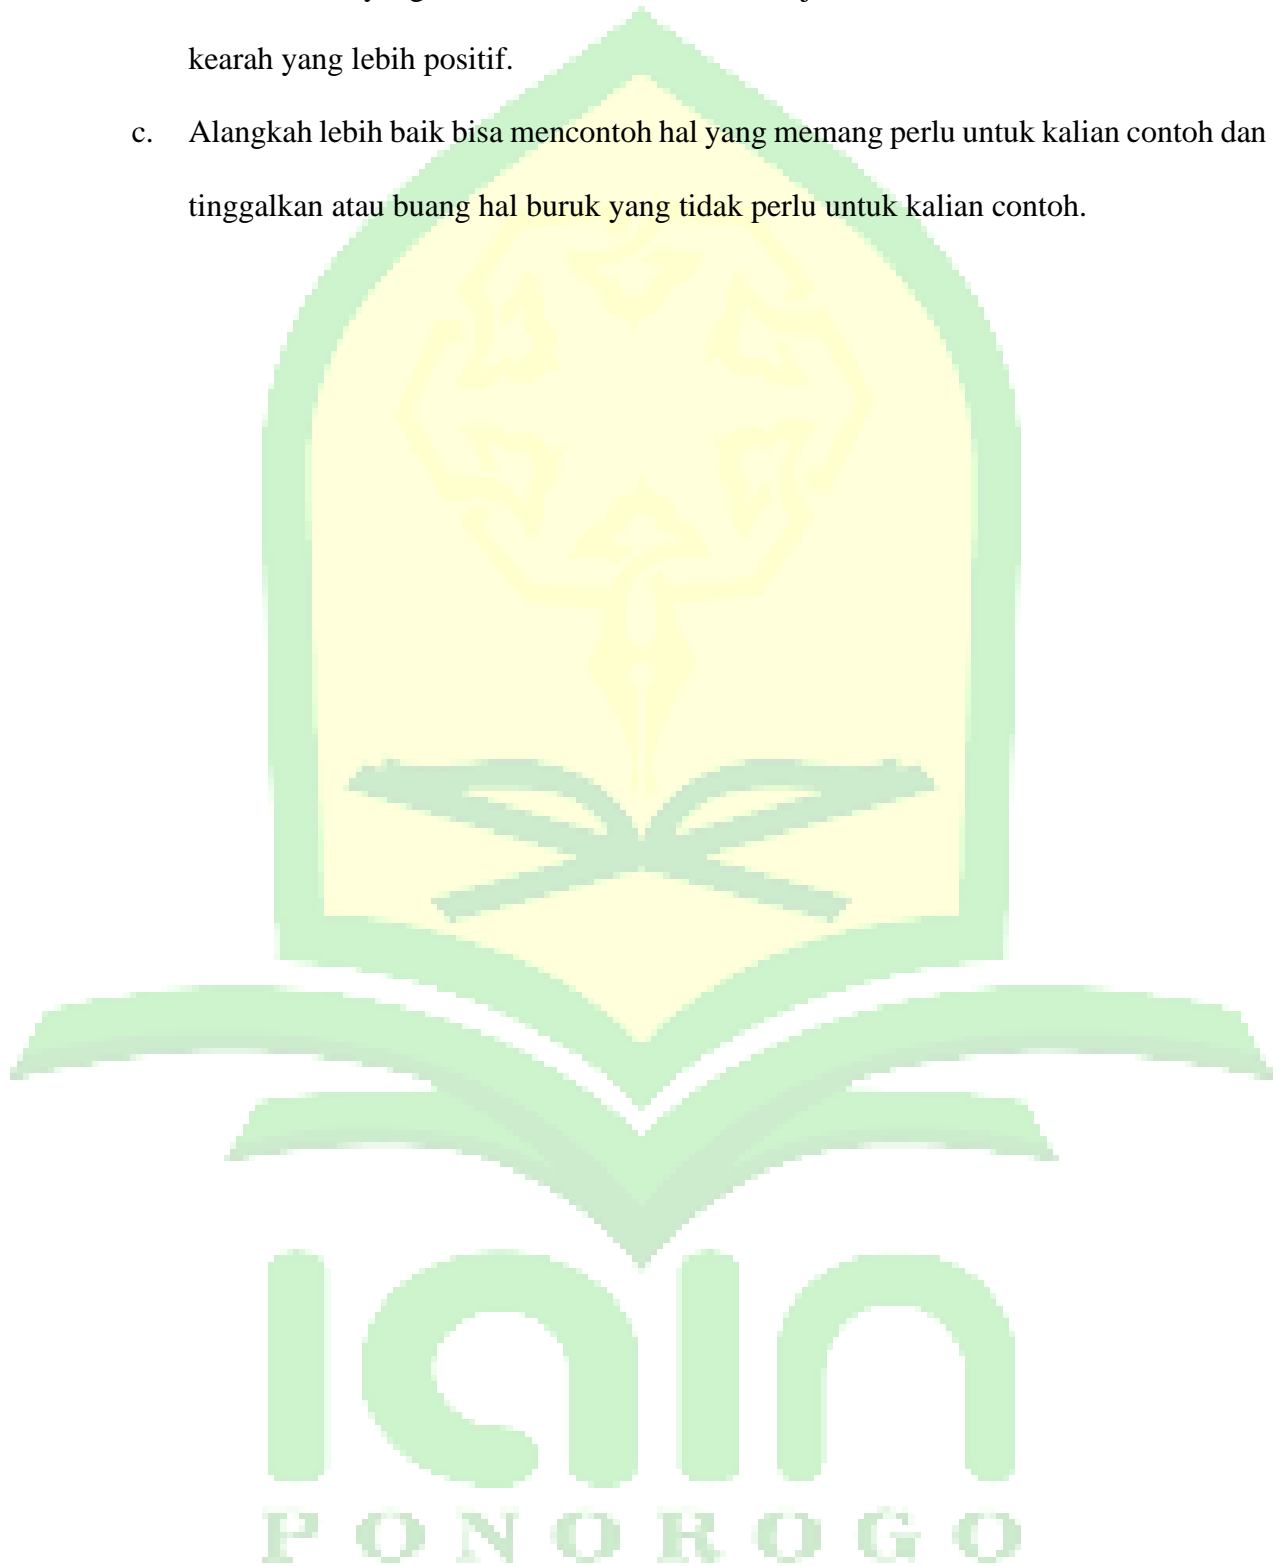 kearah yang lebih positif.
c. Alangkah lebih baik bisa mencontoh hal yang memang perlu untuk kalian contoh dan
tinggalkan atau buang hal buruk yang tidak perlu untuk kalian contoh.
iain
PONOROGO